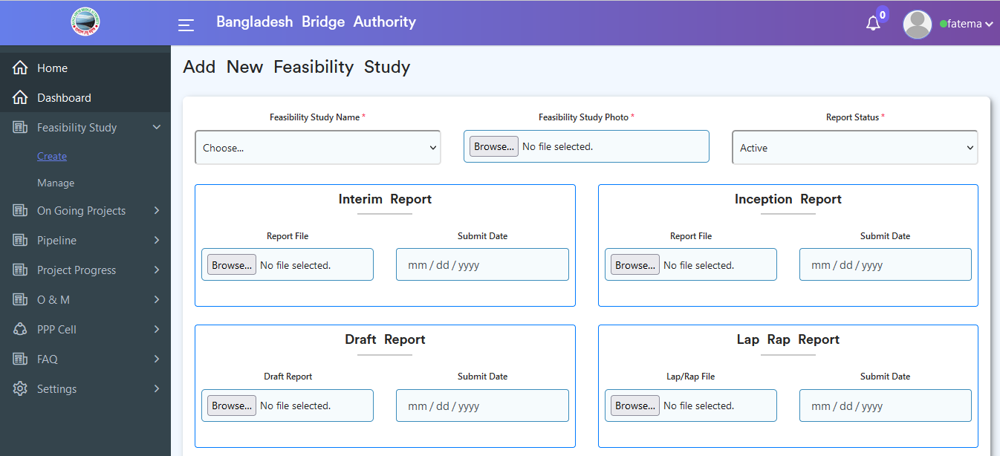 Bangladesh Bridge Authority
0
fatema
Home
Dashboard
Feasibility Study
Create
Manage
On Going Projects
Pipeline
Project Progress
O & M
PPP Cell
FAQ
Settings
Add New Feasibility Study
Feasibility Study Name *
Choose...
Feasibility Study Photo *
Browse... No file selected.
Report Status *
Active
Interim Report
Report File
Browse... No file selected.
Submit Date
mm / dd / yyyy
Inception Report
Report File
Browse... No file selected.
Submit Date
mm / dd / yyyy
Draft Report
Draft Report
Browse... No file selected.
Submit Date
mm / dd / yyyy
Lap Rap Report
Lap/Rap File
Browse... No file selected.
Submit Date
mm / dd / yyyy